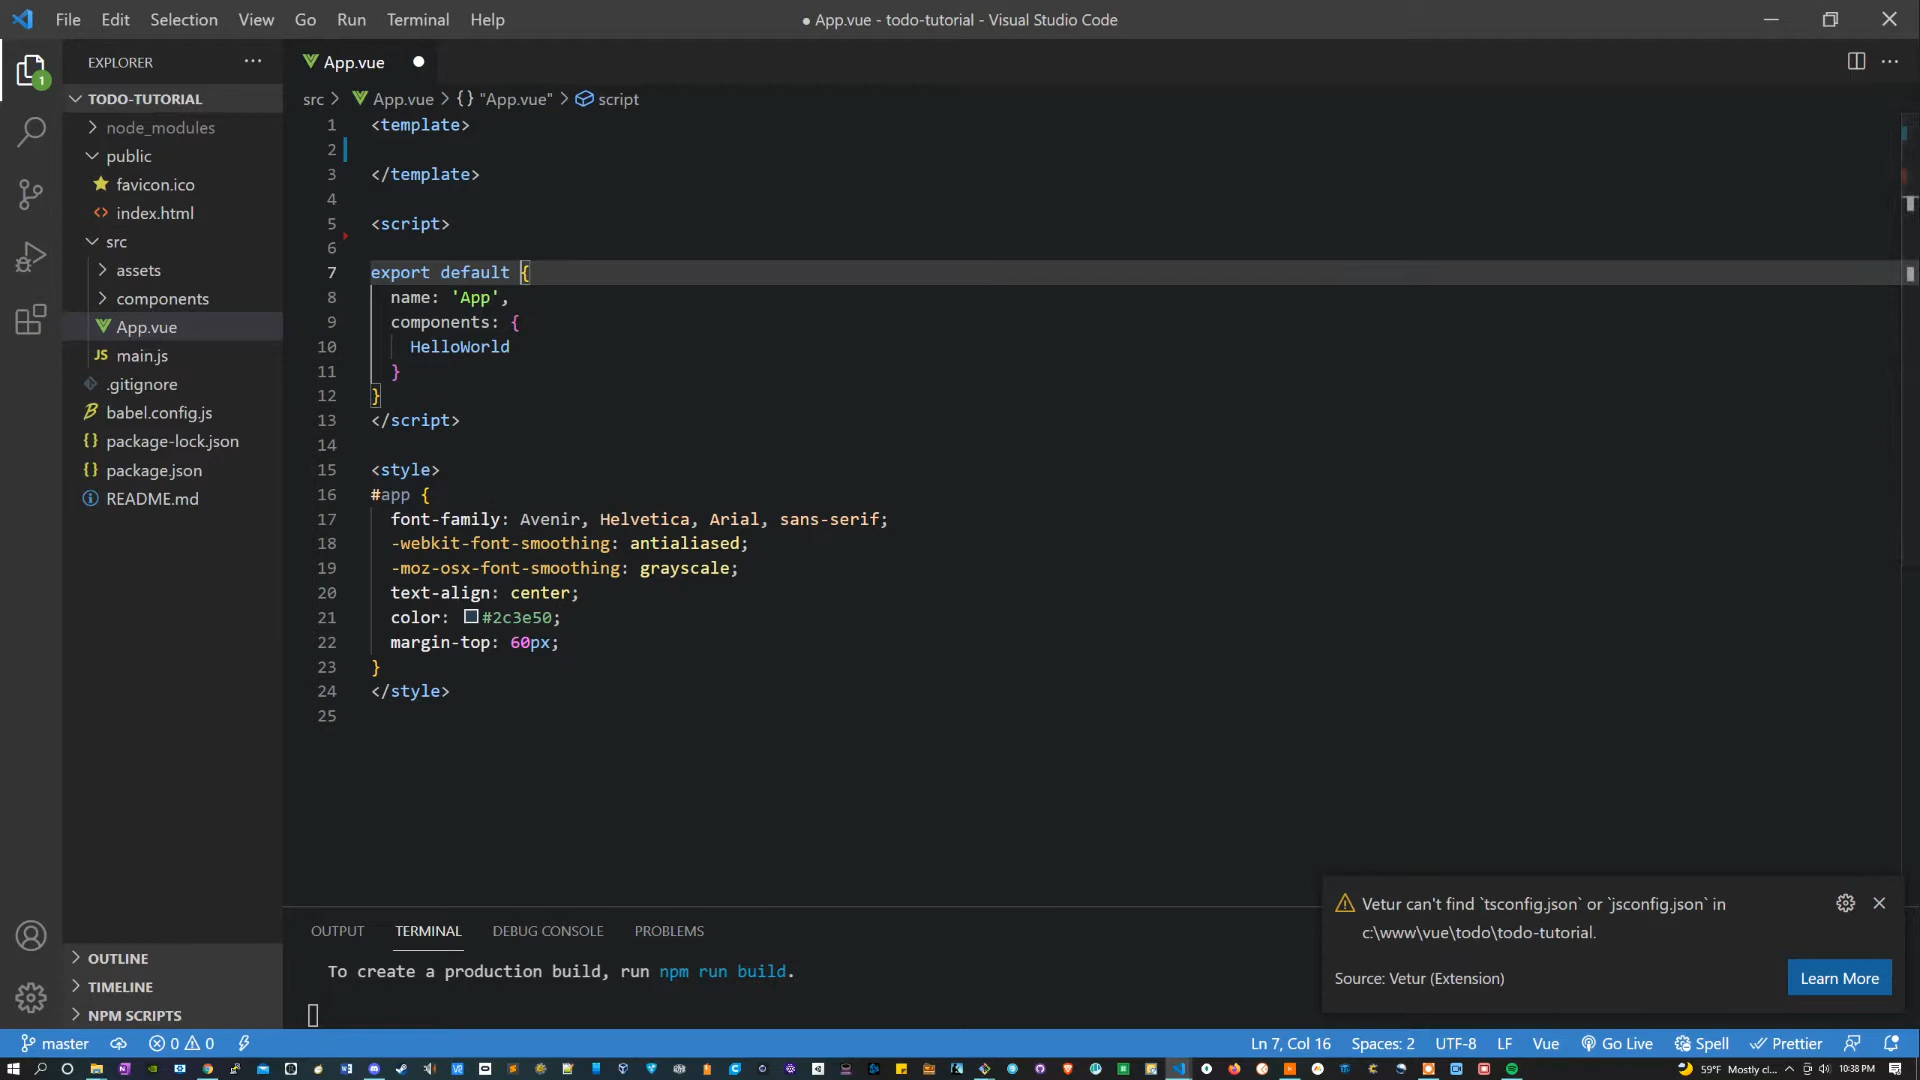 File Edit Selection View Go Run Terminal Help
● App.vue - todo-tutorial - Visual Studio Code
EXPLORER
App.vue
TODO-TUTORIAL
node_modules
public
favicon.ico
index.html
src
assets
components
App.vue
JS main.js
.gitignore
babel.config.js
{} package-lock.json
{} package.json
README.md
OUTLINE
TIMELINE
NPM SCRIPTS
1
src > App.vue > {} "App.vue" > script
1 <template>
2
3 </template>
4
5 <script>
6
7 export default {
8 name: 'App',
9 components: {
10 HelloWorld
11 }
12 }
13 </script>
14
15 <style>
16 #app {
17 font-family: Avenir, Helvetica, Arial, sans-serif;
18 -webkit-font-smoothing: antialiased;
19 -moz-osx-font-smoothing: grayscale;
20 text-align: center;
21 color: #2c3e50;
22 margin-top: 60px;
23 }
24 </style>
25
OUTPUT TERMINAL DEBUG CONSOLE PROBLEMS
To create a production build, run npm run build.
Vetur can't find `tsconfig.json` or `jsconfig.json` in
c:\www\vue\todo\todo-tutorial.
Source: Vetur (Extension)
Learn More
master 0 0 Ln 7, Col 16 Spaces: 2 UTF-8 LF Vue Go Live Spell Prettier
59°F Mostly cl... 10:38 PM